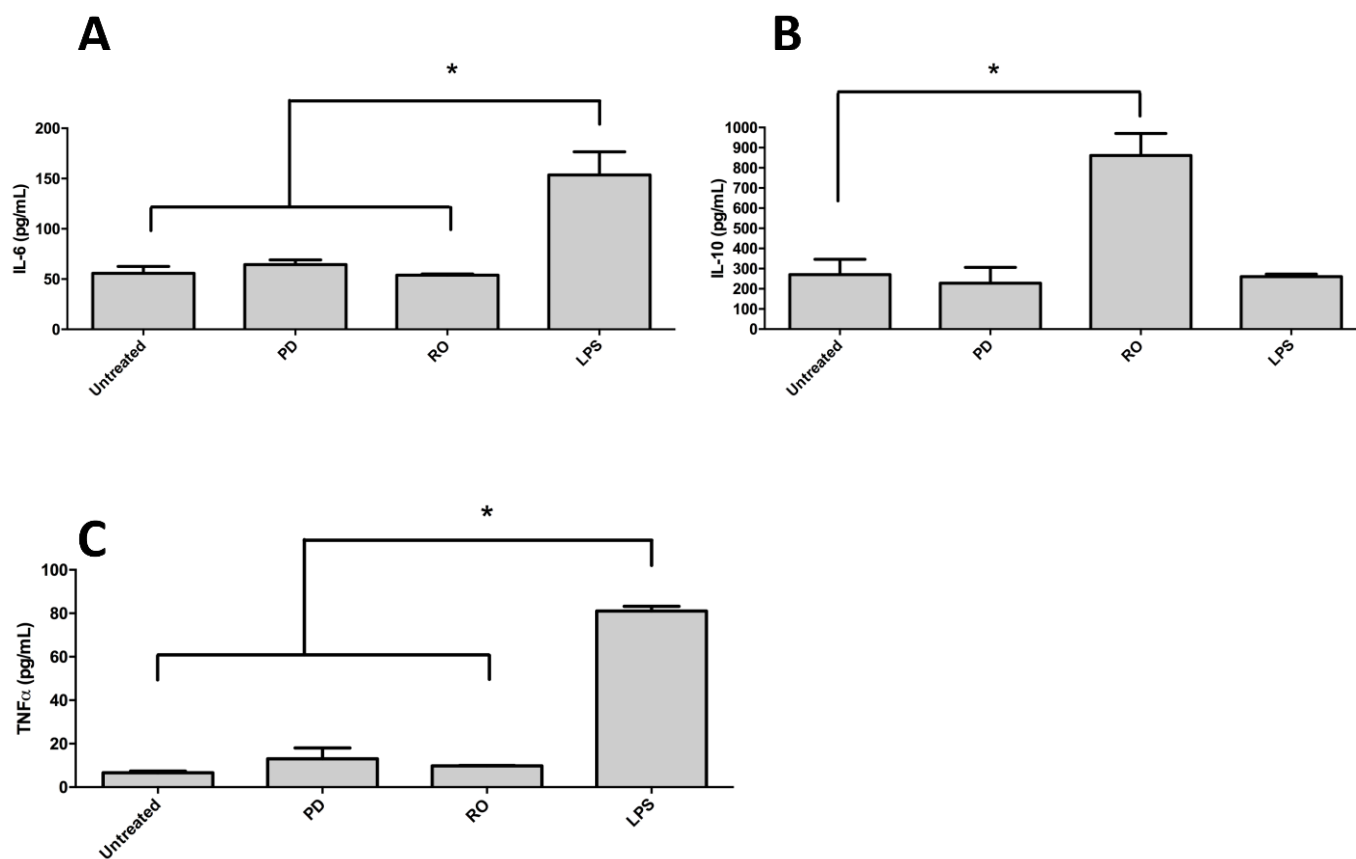 A
*
IL-6 (pg/mL)
200
150
100
50
0
Untreated
PD
RO
LPS
B
*
IL-10 (pg/mL)
1000
900
800
700
600
500
400
300
200
100
0
Untreated
PD
RO
LPS
C
*
TNFα (pg/mL)
100
80
60
40
20
0
Untreated
PD
RO
LPS